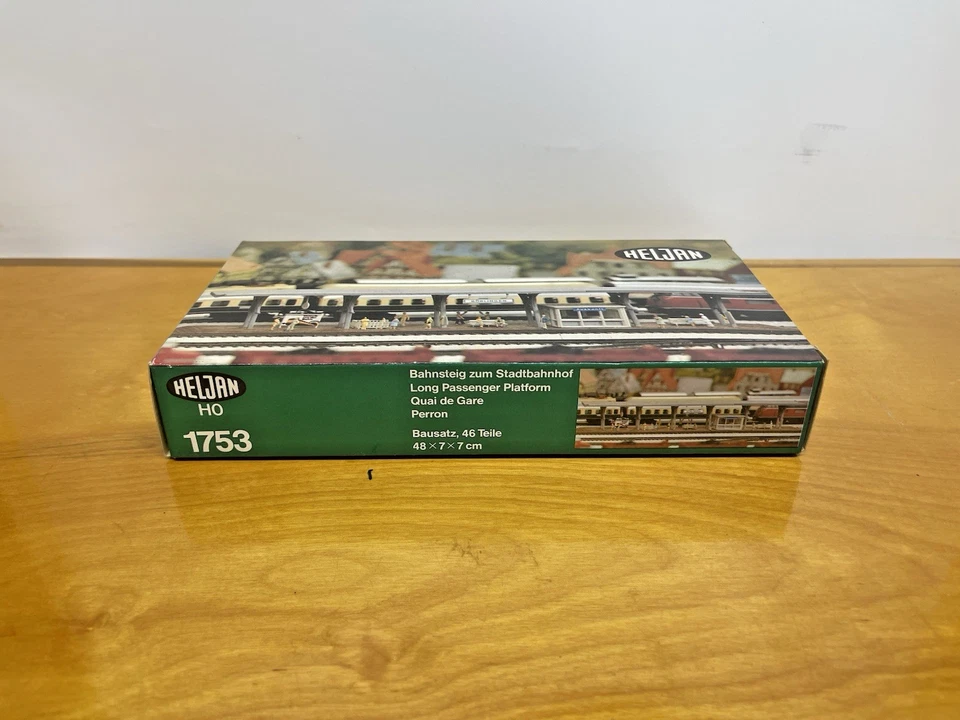 HELJAN
HELJAN
HO
1753
Bahnsteig zum Stadtbahnhof
Long Passenger Platform
Quai de Gare
Perron
Bausatz, 46 Teile
48 × 7 × 7 cm